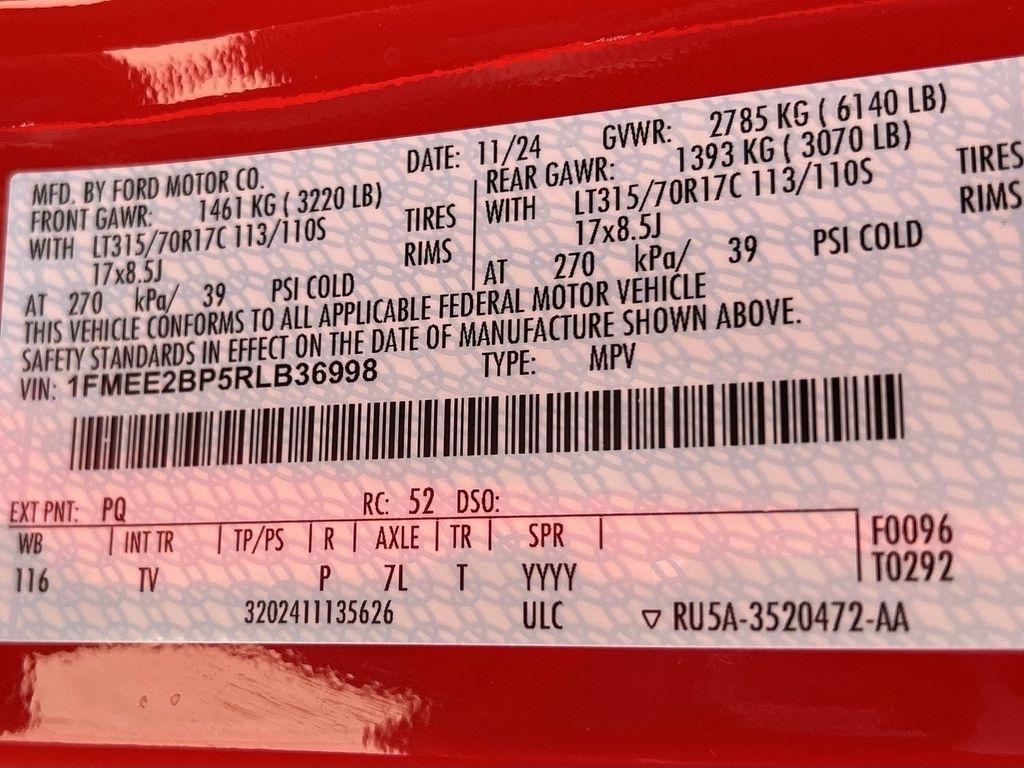 MFD. BY FORD MOTOR CO. DATE: 11/24 GVWR: 2785 KG ( 6140 LB)
FRONT GAWR: 1461 KG ( 3220 LB)
WITH LT315/70R17C 113/110S TIRES
17x8.5J RIMS
AT 270 kPa/ 39 PSI COLD
REAR GAWR: 1393 KG ( 3070 LB)
WITH LT315/70R17C 113/110S TIRES
17x8.5J RIMS
AT 270 kPa/ 39 PSI COLD
THIS VEHICLE CONFORMS TO ALL APPLICABLE FEDERAL MOTOR VEHICLE
SAFETY STANDARDS IN EFFECT ON THE DATE OF MANUFACTURE SHOWN ABOVE.
VIN: 1FMEE2BP5RLB36998 TYPE: MPV
EXT PNT: PQ RC: 52 DSO:
WB | INT TR | TP/PS | R | AXLE | TR | SPR | F0096
116 TV P 7L T YYYY T0292
3202411135626 ULC ▽ RU5A-3520472-AA